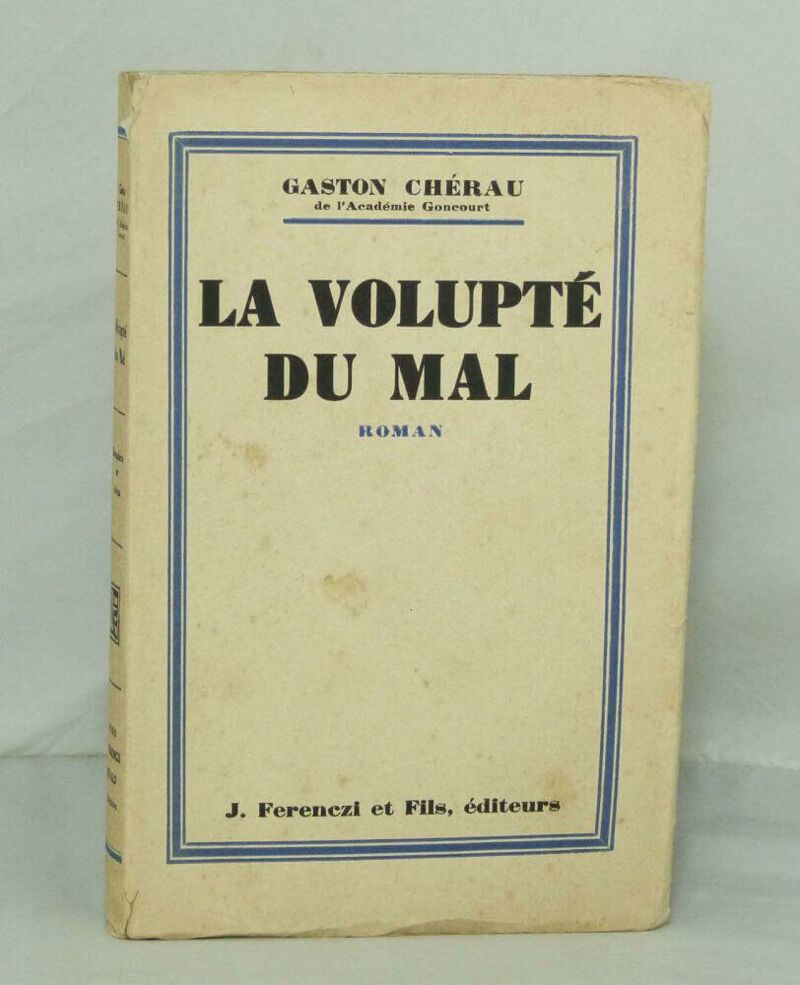 GASTON CHÉRAU
de l'Académie Goncourt
LA VOLUPTÉ
DU MAL
ROMAN
J. Ferenczi et Fils, éditeurs